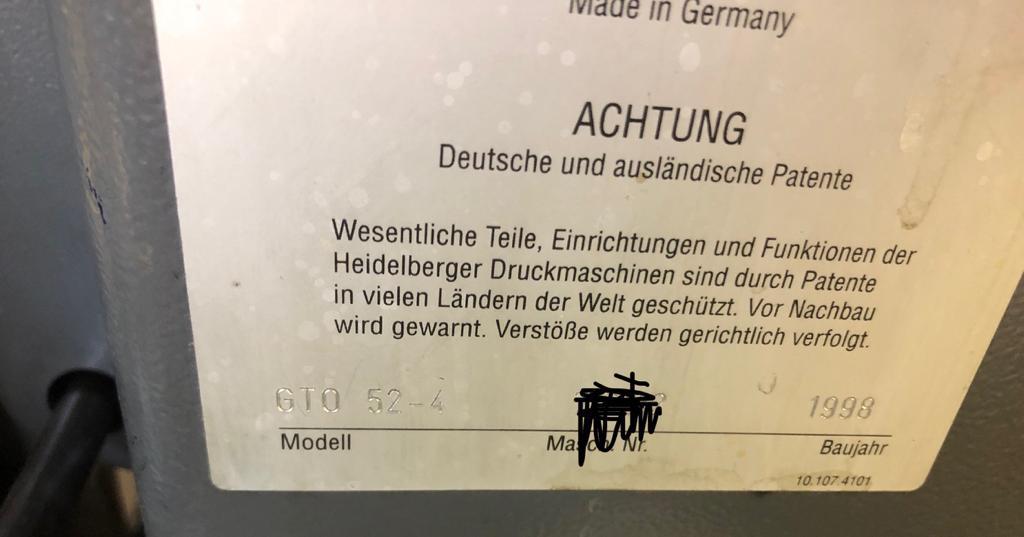 Made in Germany
ACHTUNG
Deutsche und ausländische Patente
Wesentliche Teile, Einrichtungen und Funktionen der
Heidelberger Druckmaschinen sind durch Patente
in vielen Ländern der Welt geschützt. Vor Nachbau
wird gewarnt. Verstöße werden gerichtlich verfolgt.
GTO 52-4 1998
Modell Nr. Baujahr
10.107.4101